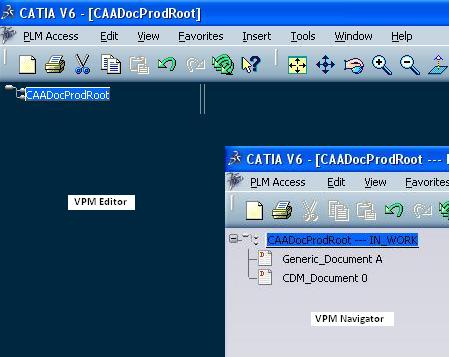 CATIA V6 - [CAADocProdRoot]
PLM Access Edit View Favorites Insert Tools Window Help
CAADocProdRoot
VPM Editor
CATIA V6 - [CAADocProdRoot ---
PLM Access Edit View Favorites
CAADocProdRoot --- IN_WORK
Generic_Document A
CDM_Document 0
VPM Navigator